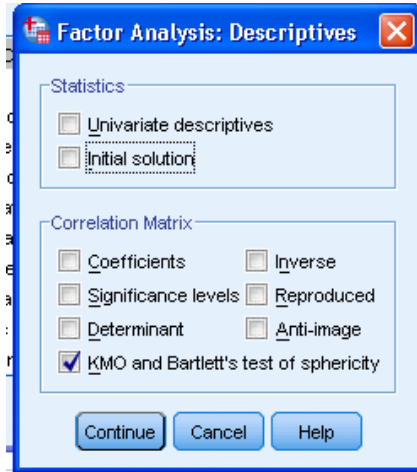 Factor Analysis: Descriptives
Statistics
Univariate descriptives
Initial solution
Correlation Matrix
Coefficients Inverse
Significance levels Reproduced
Determinant Anti-image
KMO and Bartlett's test of sphericity
Continue Cancel Help